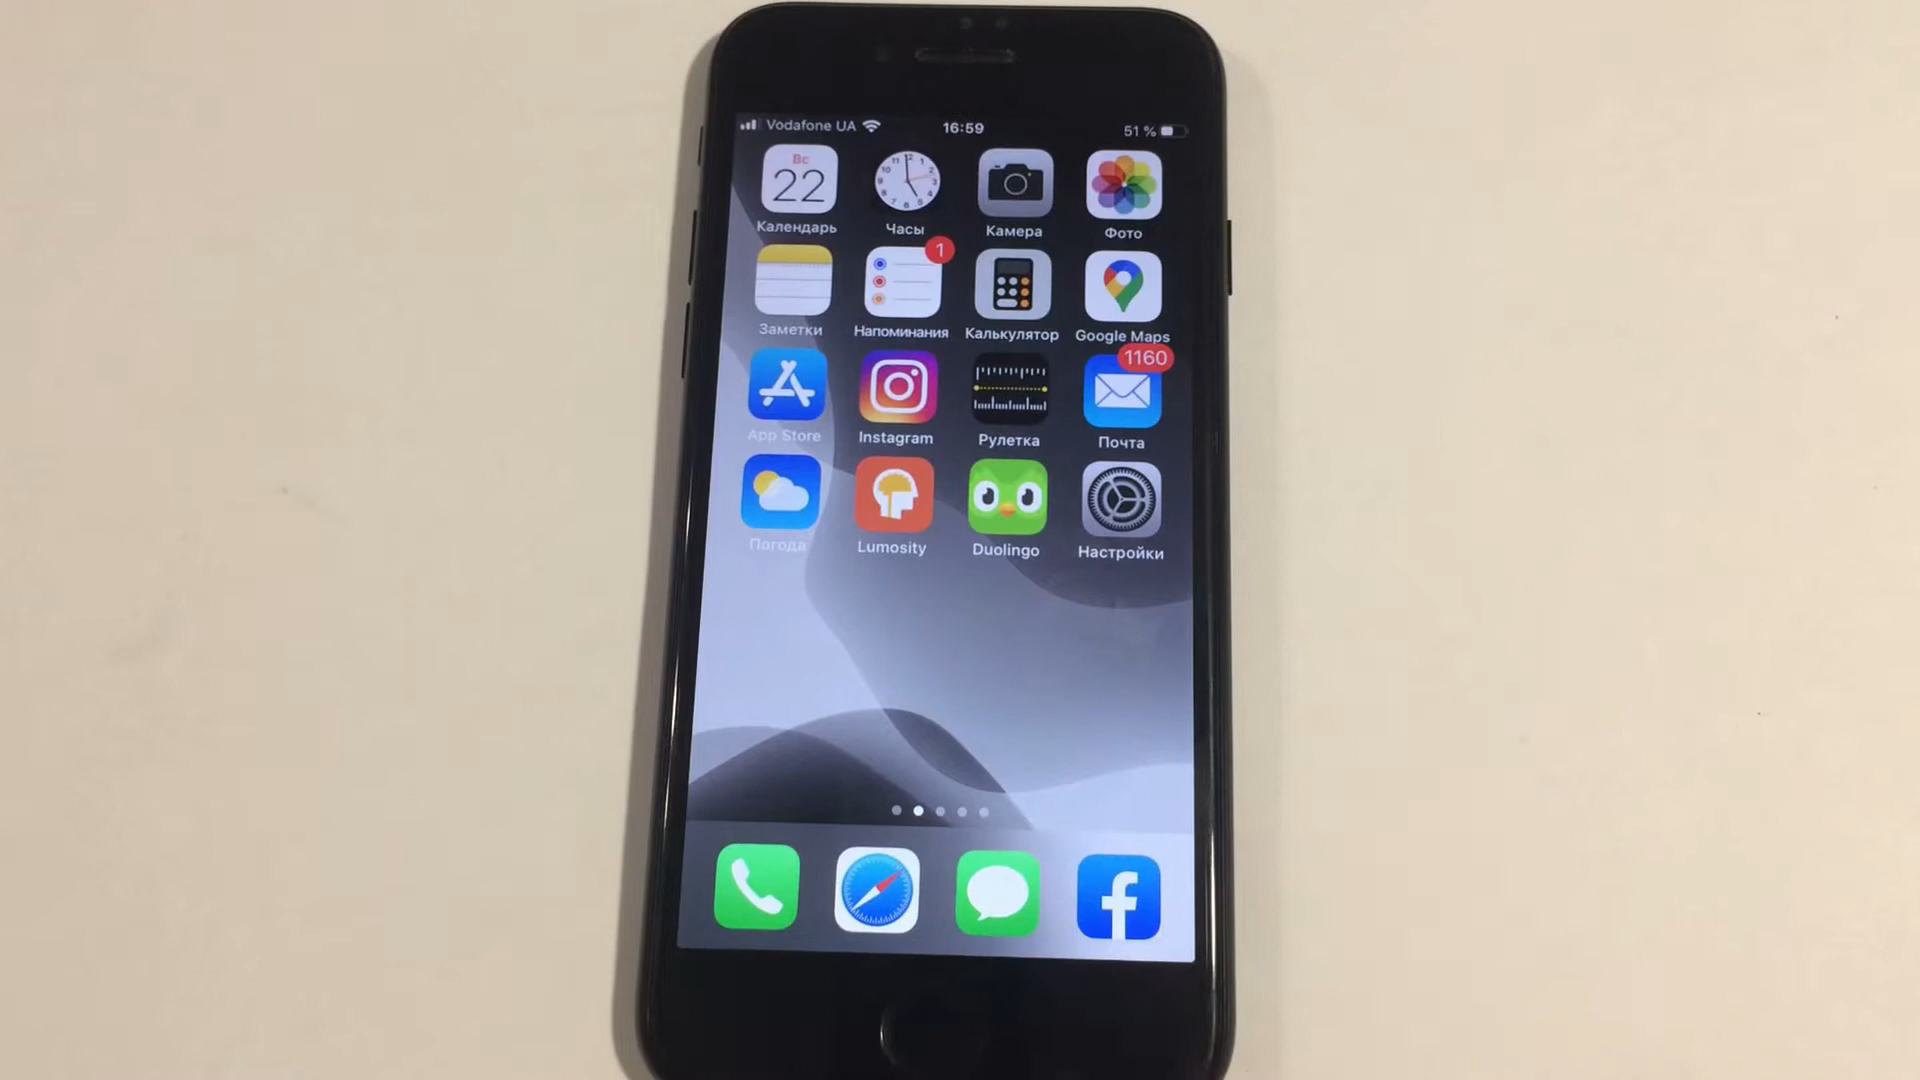 Vodafone UA 16:59 51 %
Вс
22
Календарь Часы Камера Фото
1
Заметки Напоминания Калькулятор Google Maps
1160
App Store Instagram Рулетка Почта
Погода Lumosity Duolingo Настройки